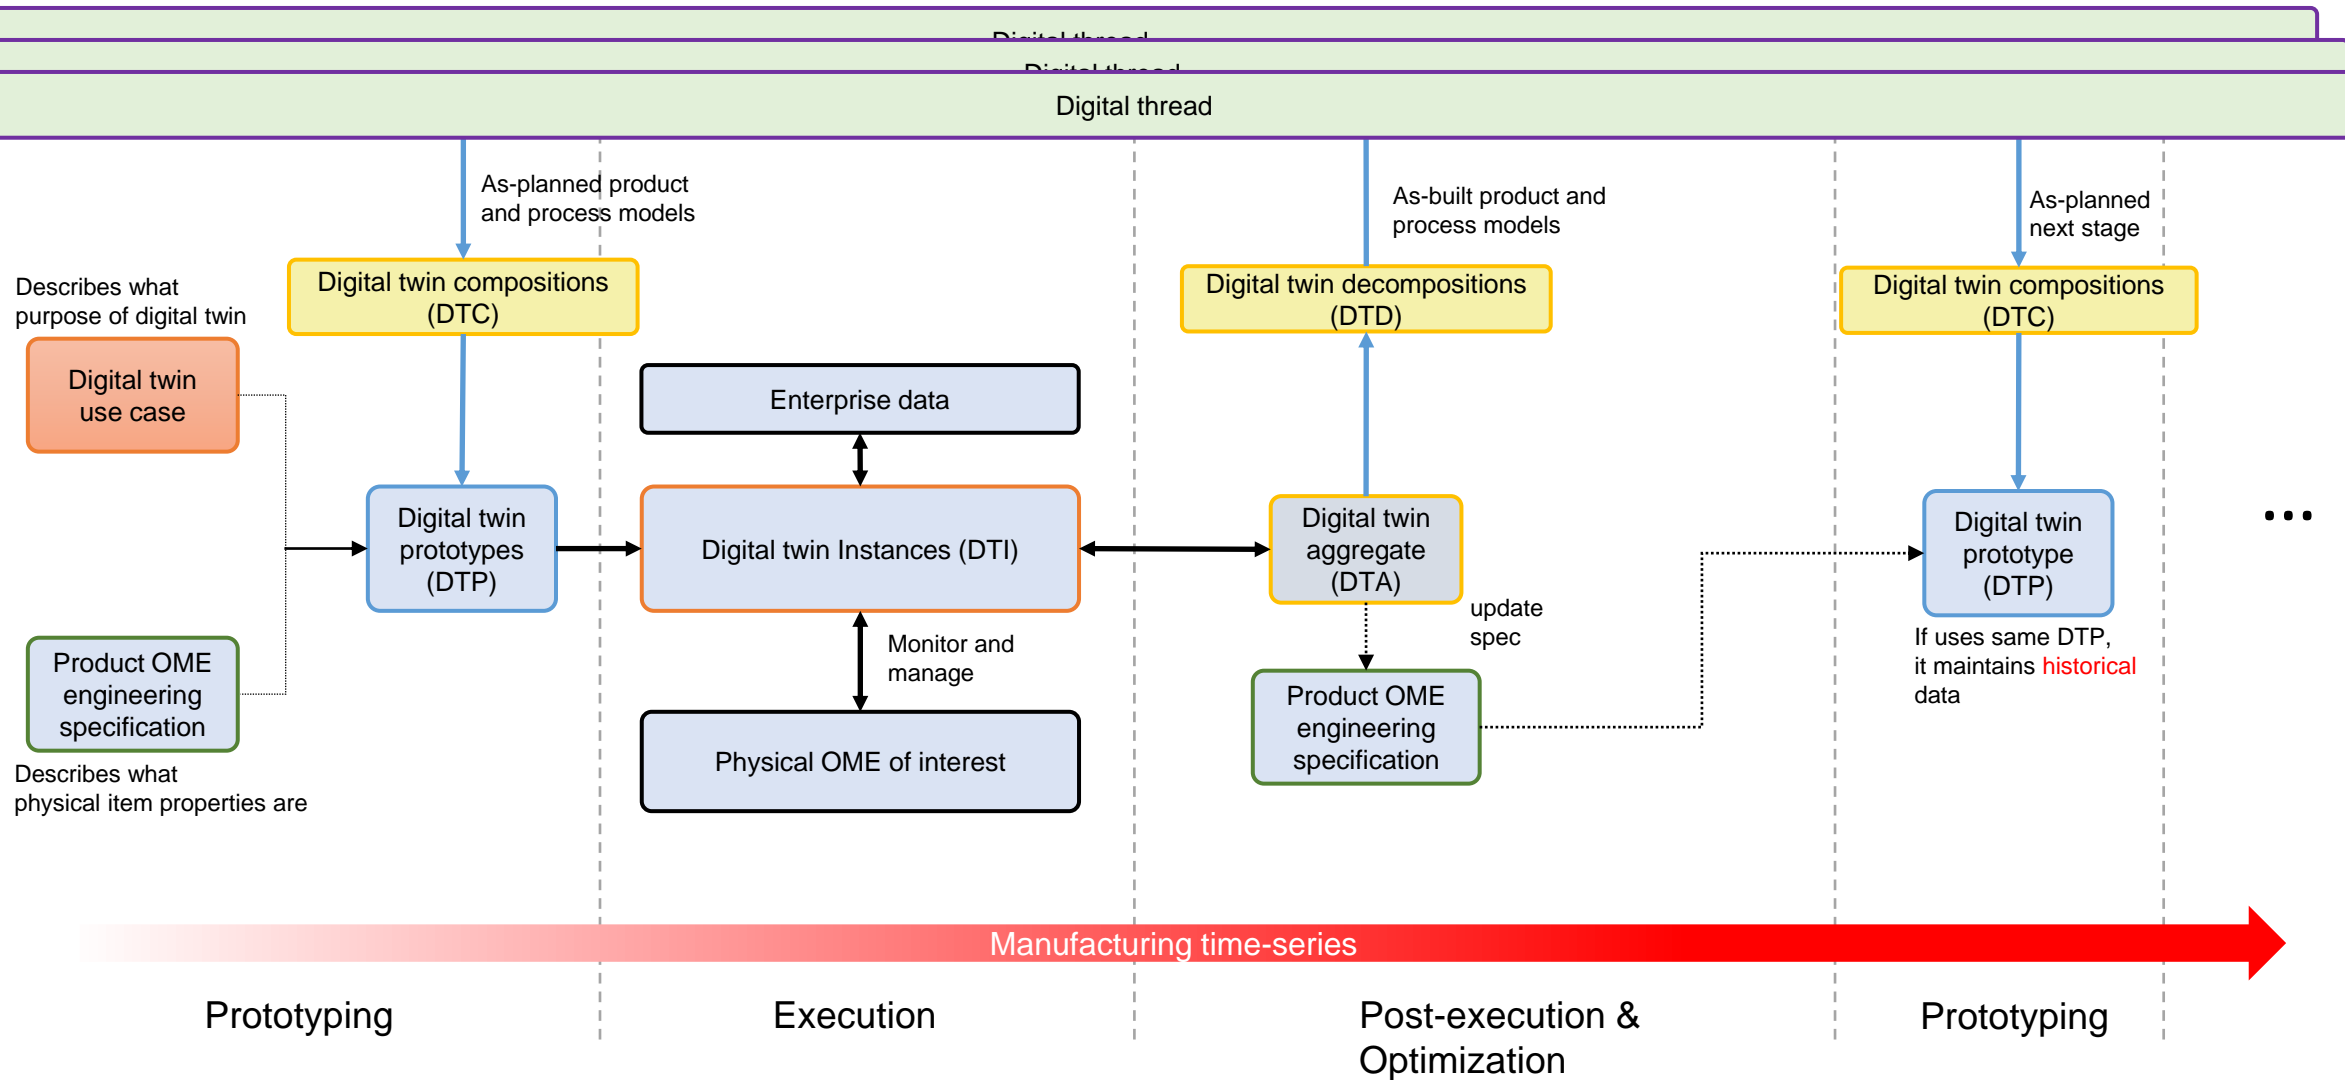 Digital thread
Digital thread
Digital thread
As-planned product
and process models
As-built product and
process models
As-planned
next stage
Describes what
purpose of digital twin
Digital twin compositions
(DTC)
Digital twin decompositions
(DTD)
Digital twin compositions
(DTC)
Digital twin
use case
Enterprise data
Digital twin
prototypes
(DTP)
Digital twin Instances (DTI)
Digital twin
aggregate
(DTA)
Digital twin
prototype
(DTP)
...
update
spec
Monitor and
manage
If uses same DTP,
it maintains historical
data
Product OME
engineering
specification
Physical OME of interest
Product OME
engineering
specification
Describes what
physical item properties are
Manufacturing time-series
Prototyping
Execution
Post-execution &
Optimization
Prototyping